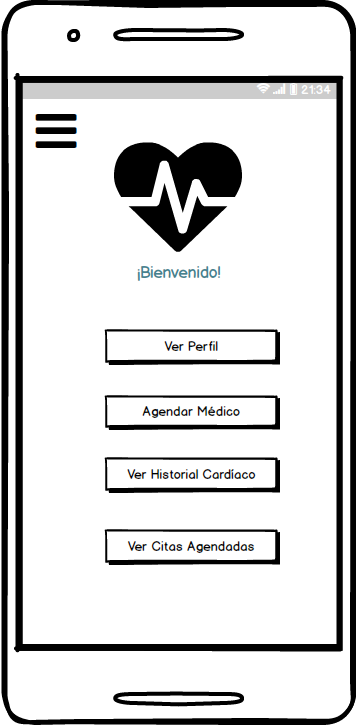 21:34
¡Bienvenido!
Ver Perfil
Agendar Médico
Ver Historial Cardíaco
Ver Citas Agendadas